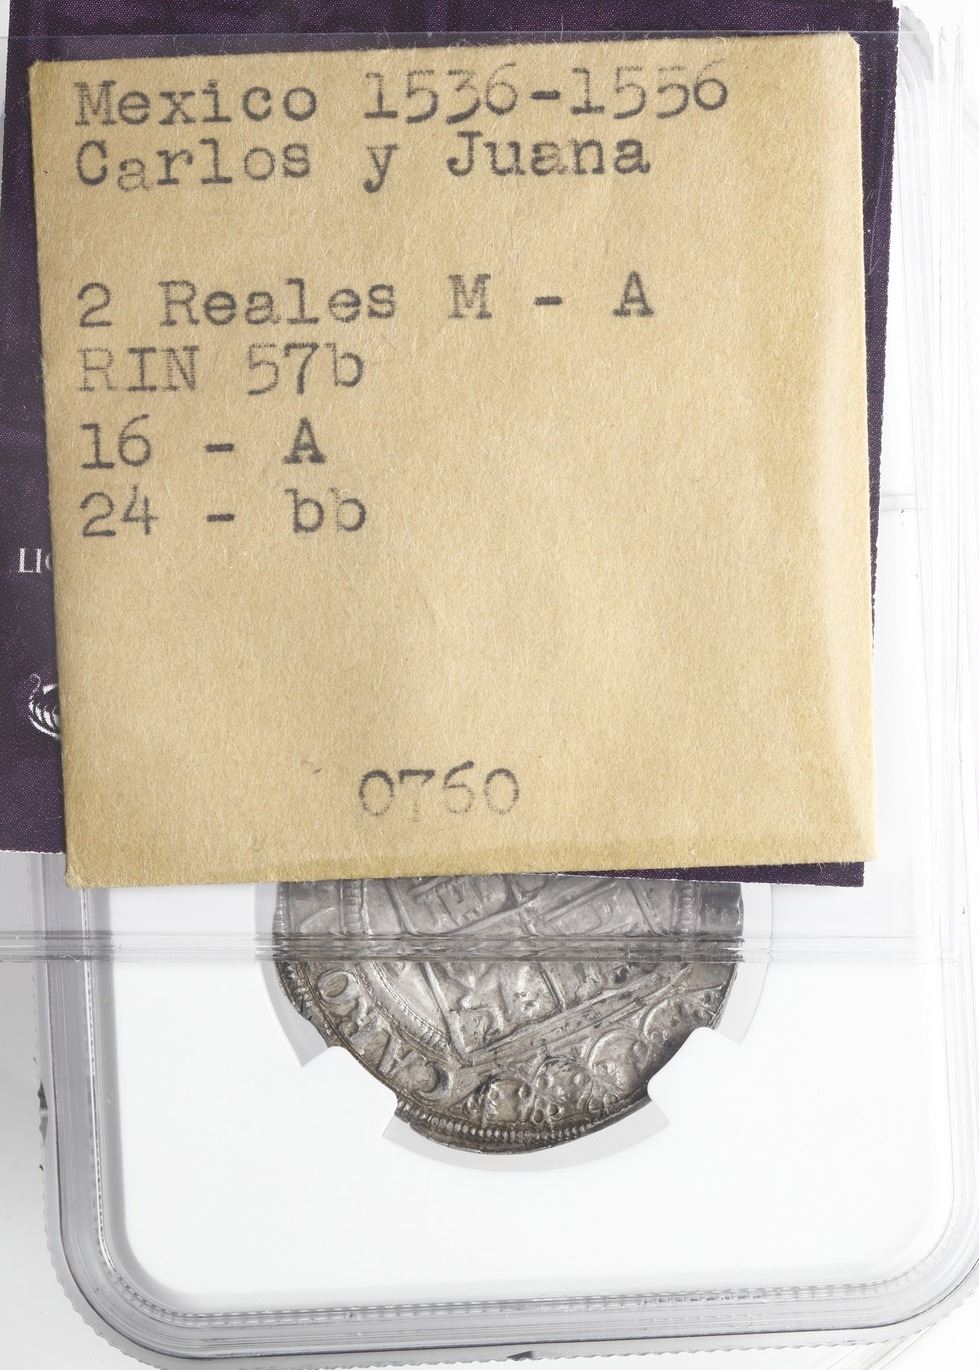 Mexico 1536-1556
Carlos y Juana
2 Reales M - A
RIN 57b
16 - A
24 - bb
0760